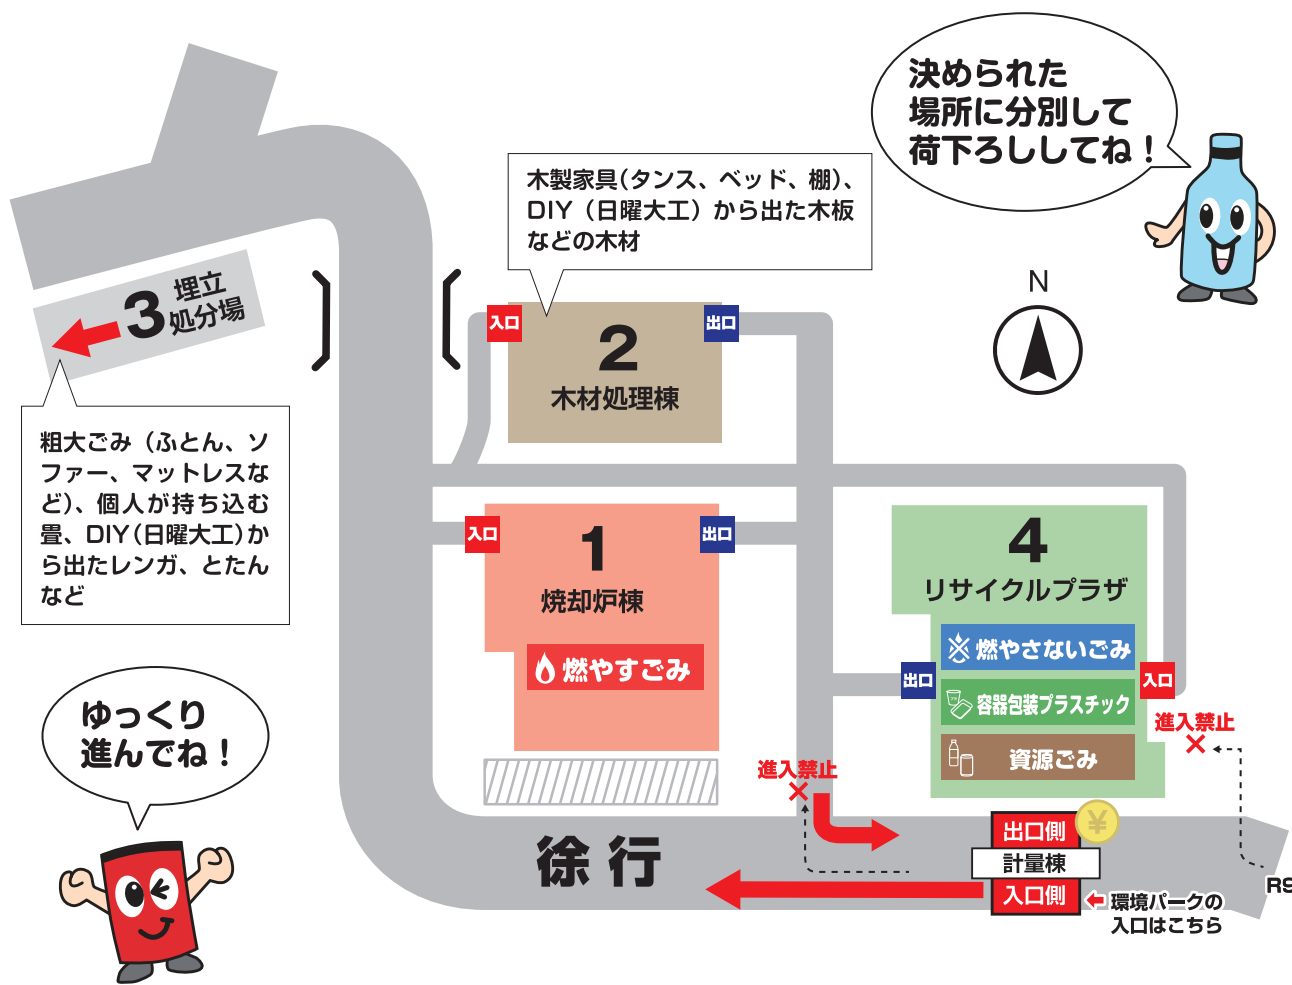 決められた
場所に分別して
荷下ろししてね！
木製家具（タンス、ベッド、棚）、
DIY（日曜大工）から出た木板
などの木材
N
3 埋立
処分場
入口
出口
2
木材処理棟
粗大ごみ（ふとん、ソ
ファー、マットレスな
ど）、個人が持ち込む
畳、DIY（日曜大工）か
ら出たレンガ、とたん
など
入口
出口
1
焼却炉棟
燃やすごみ
4
リサイクルプラザ
燃やさないごみ
出口
入口
容器包装プラスチック
資源ごみ
進入禁止
進入禁止
ゆっくり
進んでね！
徐行
出口側
¥
計量棟
入口側
R9
環境パークの
入口はこちら